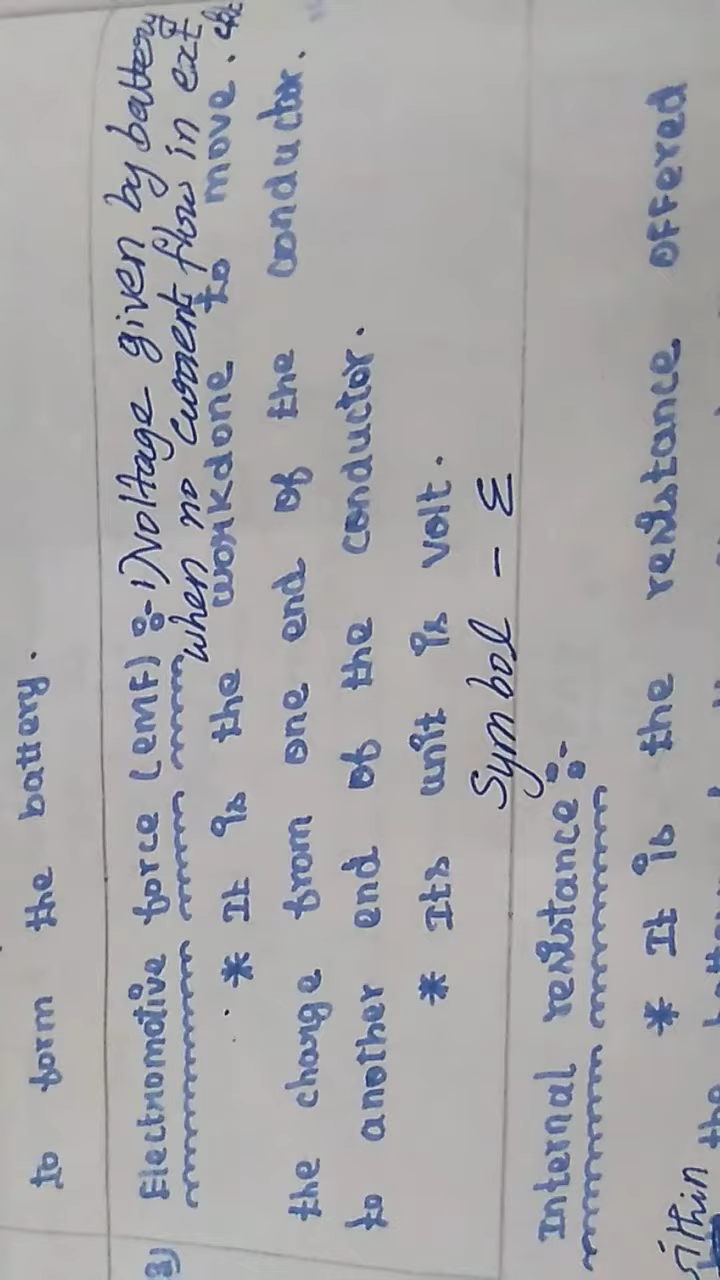 to form the battery.
3) Electromotive force (emF) :- 1) Voltage given by battery
when no current flow in ext
* It is the workdone to move. ckt
the charge from one end of the conductor.
to another end of the conductor.
* Its unit is volt.
Symbol - ε
Internal resistance :-
* It is the resistance offered